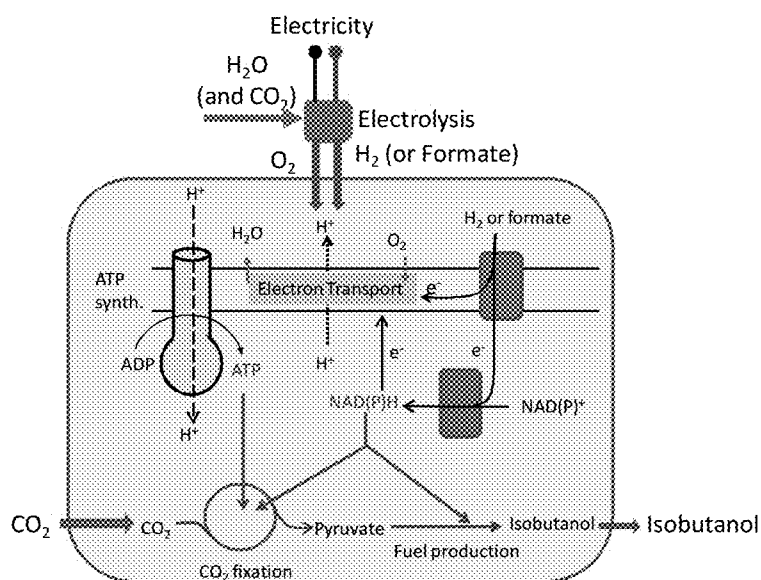 Electricity
H₂O
(and CO₂)
Electrolysis
O₂
H₂ (or Formate)
H⁺
H⁺
H₂ or formate
H₂O
O₂
ATP
synth.
Electron Transport
e⁻
ADP
ATP
H⁺
e⁻
e⁻
NAD(P)H
NAD(P)⁺
H⁺
CO₂
CO₂
Pyruvate
Isobutanol
Isobutanol
Fuel production
CO₂ fixation